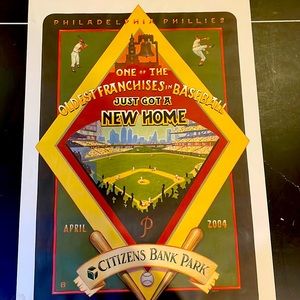 PHILADELPHIA PHILLIES
ONE OF THE
OLDEST FRANCHISES IN BASEBALL
JUST GOT A
NEW HOME
P
APRIL 2004
CITIZENS BANK PARK